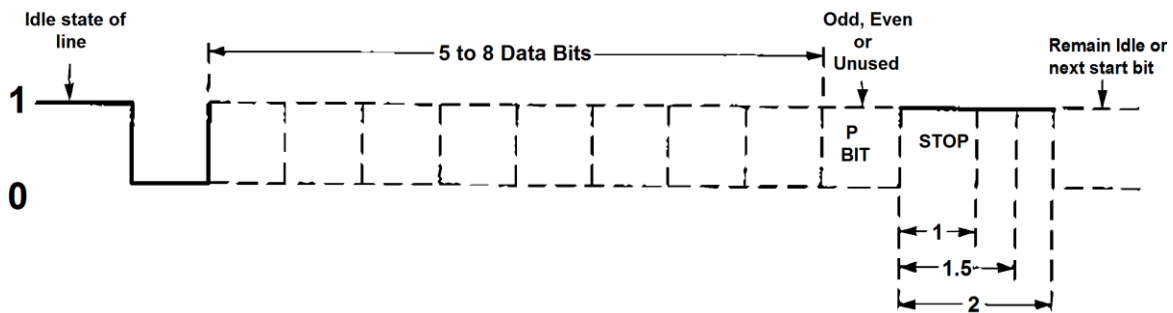 Idle state of
line
5 to 8 Data Bits
Odd, Even
or
Unused
Remain Idle or
next start bit
1
0
P
BIT
STOP
1
1.5
2